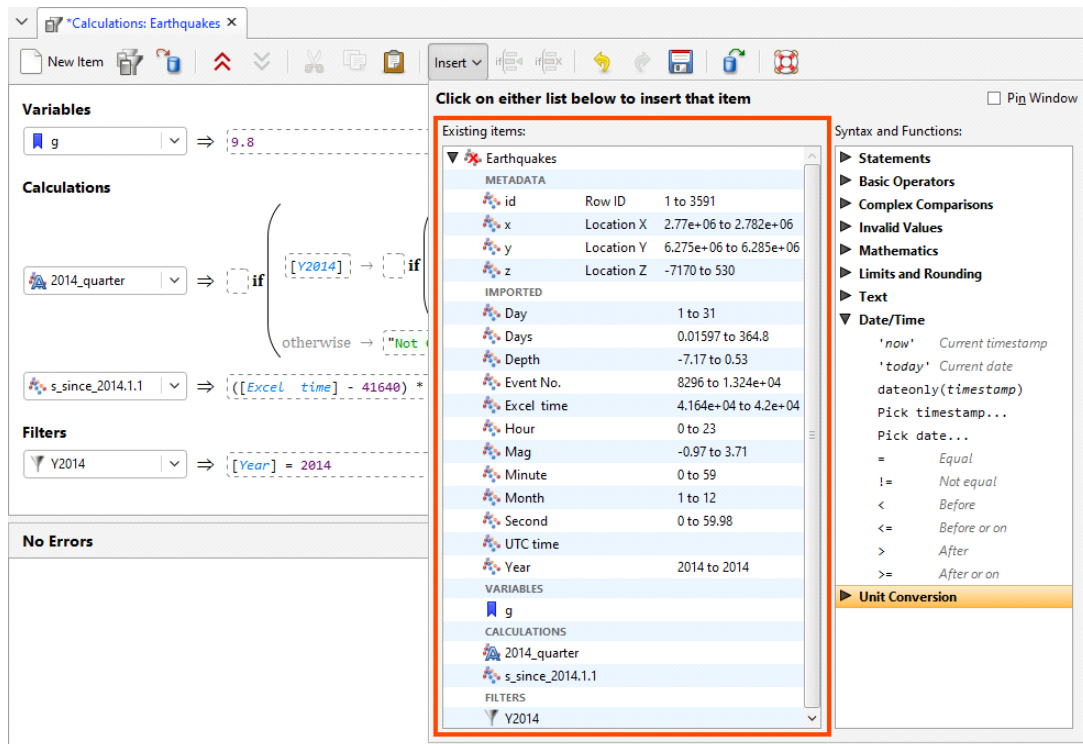 *Calculations: Earthquakes
New Item
Insert
if
if
Variables
g ⇒ 9.8
Calculations
2014_quarter ⇒ if [Y2014] → if
otherwise → "Not
s_since_2014.1.1 ⇒ ([Excel time] - 41640) *
Filters
Y2014 ⇒ [Year] = 2014
No Errors
Click on either list below to insert that item
Pin Window
Existing items:
Earthquakes
METADATA
id Row ID 1 to 3591
x Location X 2.77e+06 to 2.782e+06
y Location Y 6.275e+06 to 6.285e+06
z Location Z -7170 to 530
IMPORTED
Day 1 to 31
Days 0.01597 to 364.8
Depth -7.17 to 0.53
Event No. 8296 to 1.324e+04
Excel time 4.164e+04 to 4.2e+04
Hour 0 to 23
Mag -0.97 to 3.71
Minute 0 to 59
Month 1 to 12
Second 0 to 59.98
UTC time
Year 2014 to 2014
VARIABLES
g
CALCULATIONS
2014_quarter
s_since_2014.1.1
FILTERS
Y2014
Syntax and Functions:
Statements
Basic Operators
Complex Comparisons
Invalid Values
Mathematics
Limits and Rounding
Text
Date/Time
'now' Current timestamp
'today' Current date
dateonly(timestamp)
Pick timestamp...
Pick date...
= Equal
!= Not equal
< Before
<= Before or on
> After
>= After or on
Unit Conversion